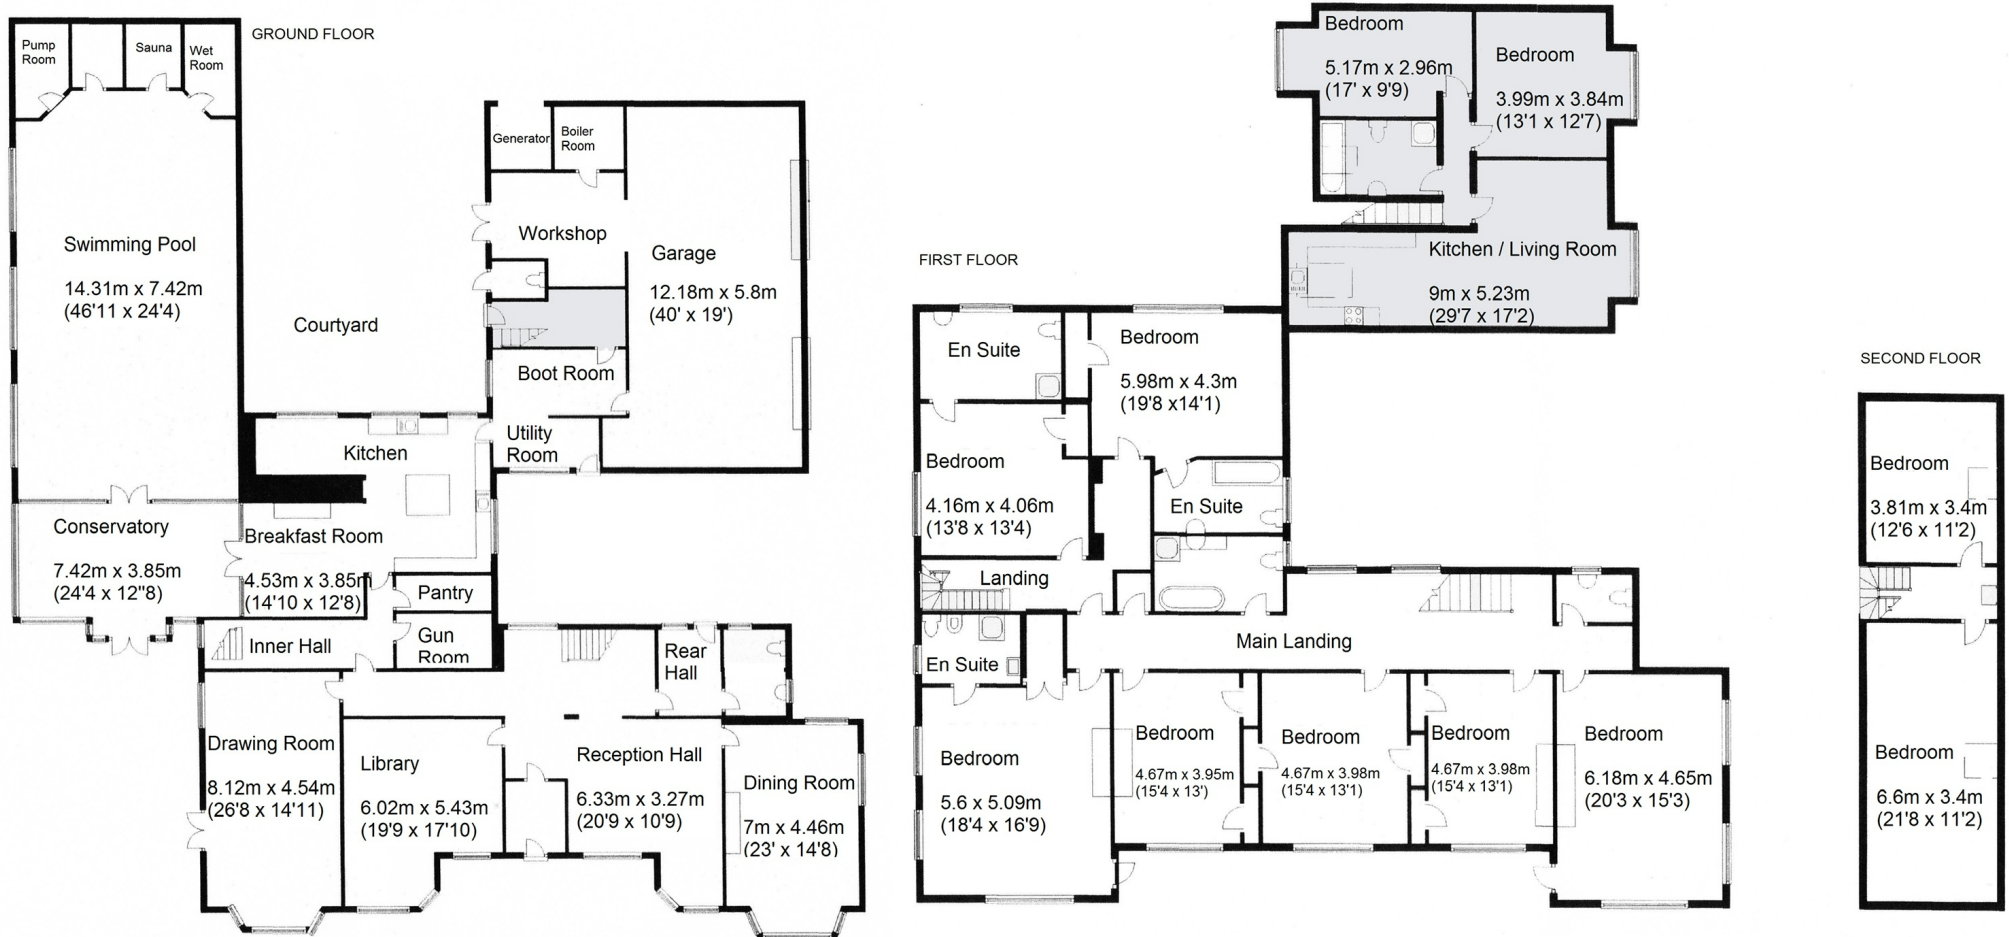 GROUND FLOOR
Pump
Room
Sauna
Wet
Room
Generator
Boiler
Room
Swimming Pool
14.31m x 7.42m
(46'11 x 24'4)
Workshop
Garage
12.18m x 5.8m
(40' x 19')
Courtyard
Boot Room
Utility
Room
Kitchen
Conservatory
7.42m x 3.85m
(24'4 x 12''8)
Breakfast Room
4.53m x 3.85m
(14'10 x 12'8)
Pantry
Gun
Room
Inner Hall
Rear
Hall
Drawing Room
8.12m x 4.54m
(26'8 x 14'11)
Library
6.02m x 5.43m
(19'9 x 17'10)
Reception Hall
6.33m x 3.27m
(20'9 x 10'9)
Dining Room
7m x 4.46m
(23' x 14'8)
FIRST FLOOR
Bedroom
5.17m x 2.96m
(17' x 9'9)
Bedroom
3.99m x 3.84m
(13'1 x 12'7)
Kitchen / Living Room
9m x 5.23m
(29'7 x 17'2)
En Suite
Bedroom
5.98m x 4.3m
(19'8 x14'1)
Bedroom
4.16m x 4.06m
(13'8 x 13'4)
En Suite
Landing
Main Landing
En Suite
Bedroom
5.6 x 5.09m
(18'4 x 16'9)
Bedroom
4.67m x 3.95m
(15'4 x 13')
Bedroom
4.67m x 3.98m
(15'4 x 13'1)
Bedroom
4.67m x 3.98m
(15'4 x 13'1)
Bedroom
6.18m x 4.65m
(20'3 x 15'3)
SECOND FLOOR
Bedroom
3.81m x 3.4m
(12'6 x 11'2)
Bedroom
6.6m x 3.4m
(21'8 x 11'2)